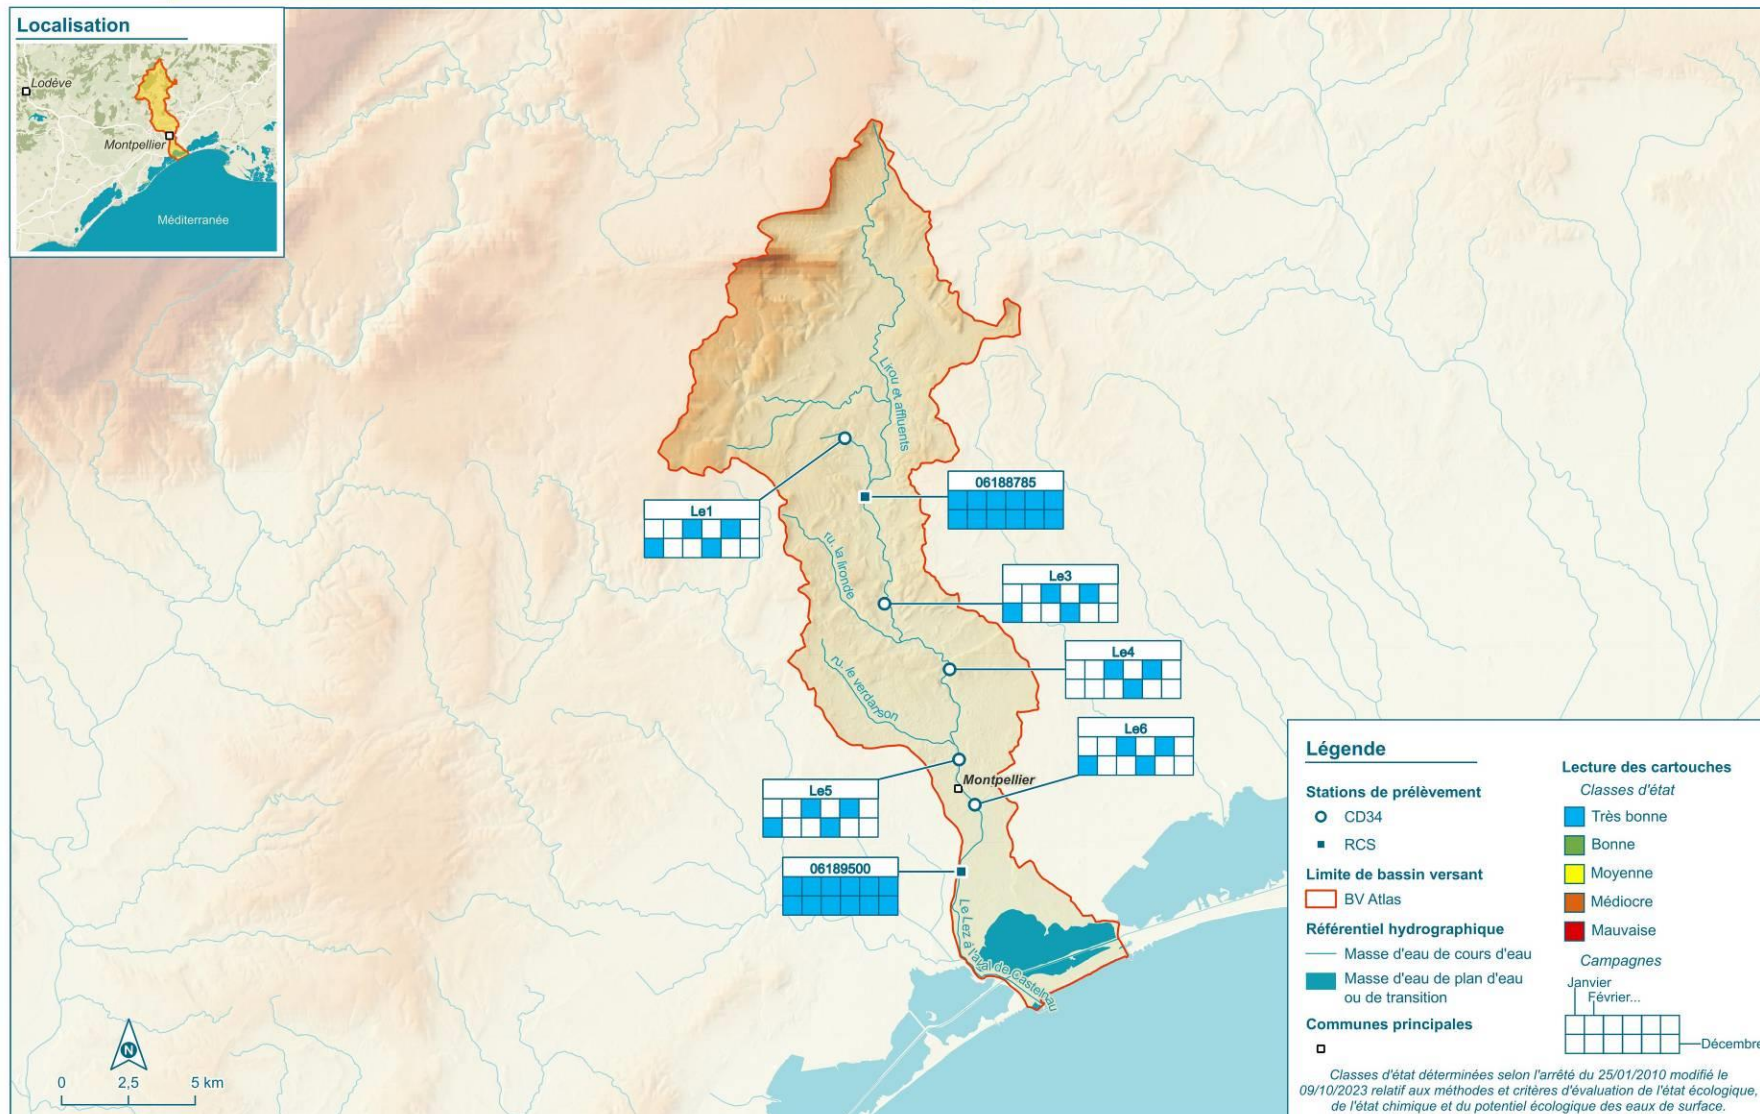 Localisation
Lodève
Montpellier
Méditerranée
Lirou et affluents
06188785
Le1
ru. la lironde
Le3
Le4
ru. le verdanson
Le6
Montpellier
Le5
06189500
Le Lez à l'aval de Castelnau
N
0 2,5 5 km
Légende
Stations de prélèvement
CD34
RCS
Limite de bassin versant
BV Atlas
Référentiel hydrographique
Masse d'eau de cours d'eau
Masse d'eau de plan d'eau
ou de transition
Communes principales
Lecture des cartouches
Classes d'état
Très bonne
Bonne
Moyenne
Médiocre
Mauvaise
Campagnes
Janvier
Février...
Décembre
Classes d'état déterminées selon l'arrêté du 25/01/2010 modifié le
09/10/2023 relatif aux méthodes et critères d'évaluation de l'état écologique,
de l'état chimique et du potentiel écologique des eaux de surface.